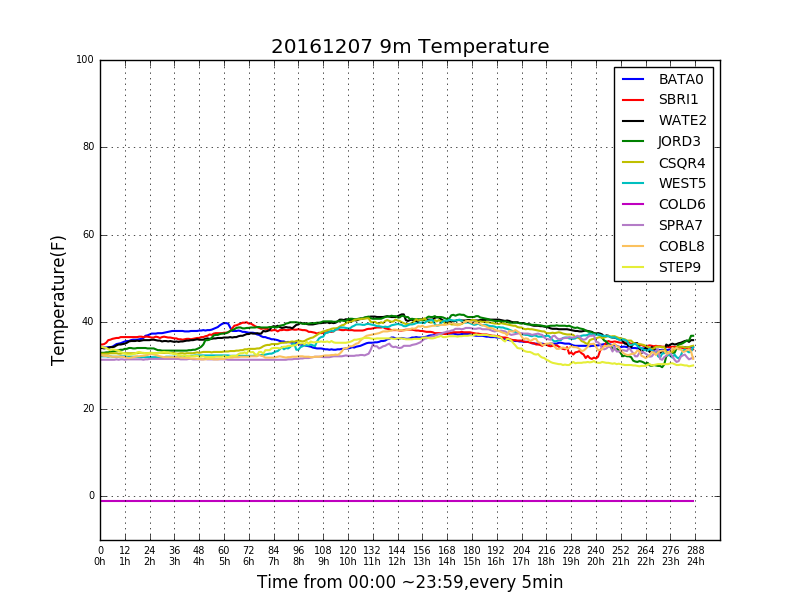 20161207 9m Temperature
100
80
60
40
20
0
Temperature(F)
BATA0
SBRI1
WATE2
JORD3
CSQR4
WEST5
COLD6
SPRA7
COBL8
STEP9
0 12 24 36 48 60 72 84 96 108 120 132 144 156 168 180 192 204 216 228 240 252 264 276 288
0h 1h 2h 3h 4h 5h 6h 7h 8h 9h 10h 11h 12h 13h 14h 15h 16h 17h 18h 19h 20h 21h 22h 23h 24h
Time from 00:00 ~23:59,every 5min